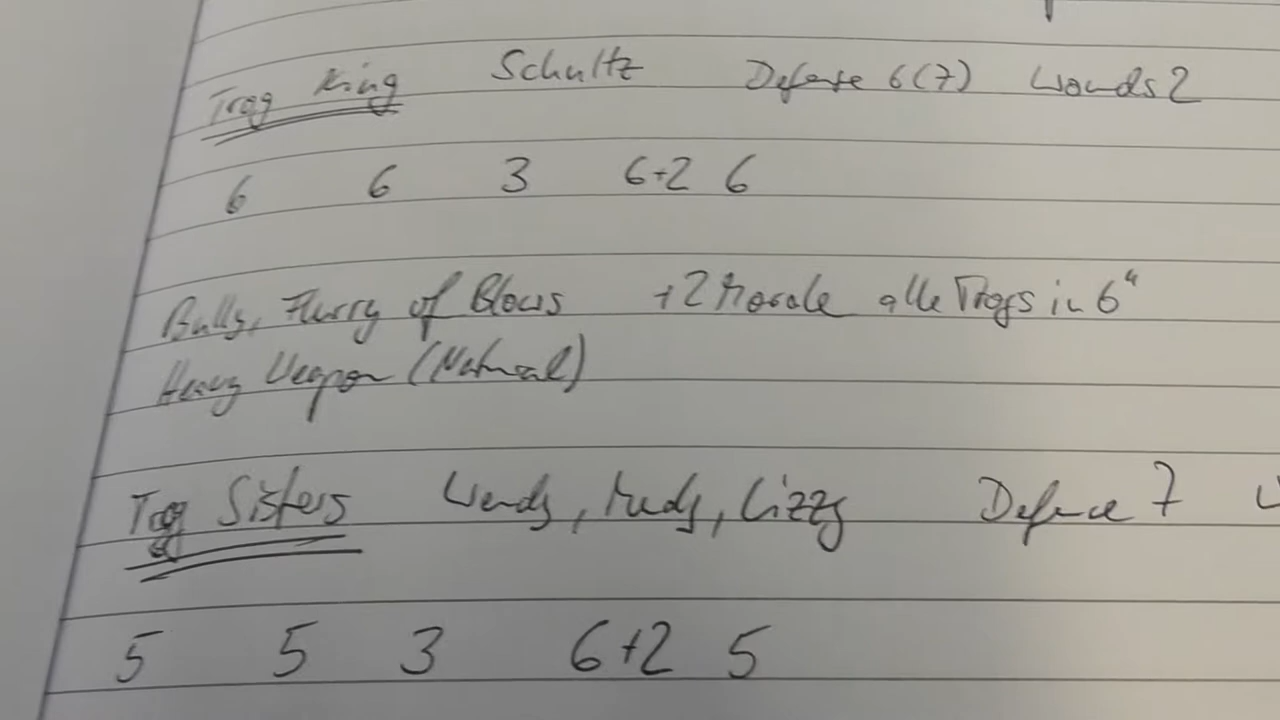 Trog King Schultz Defense 6(7) Wounds 2
6 6 3 6+2 6
Bully, Flurry of Blows +2 Morale alle Trogs in 6"
Heavy Weapon (Natural)
Trog Sisters Wendy, Trudy, Lizzy Defence 7
5 5 3 6+2 5